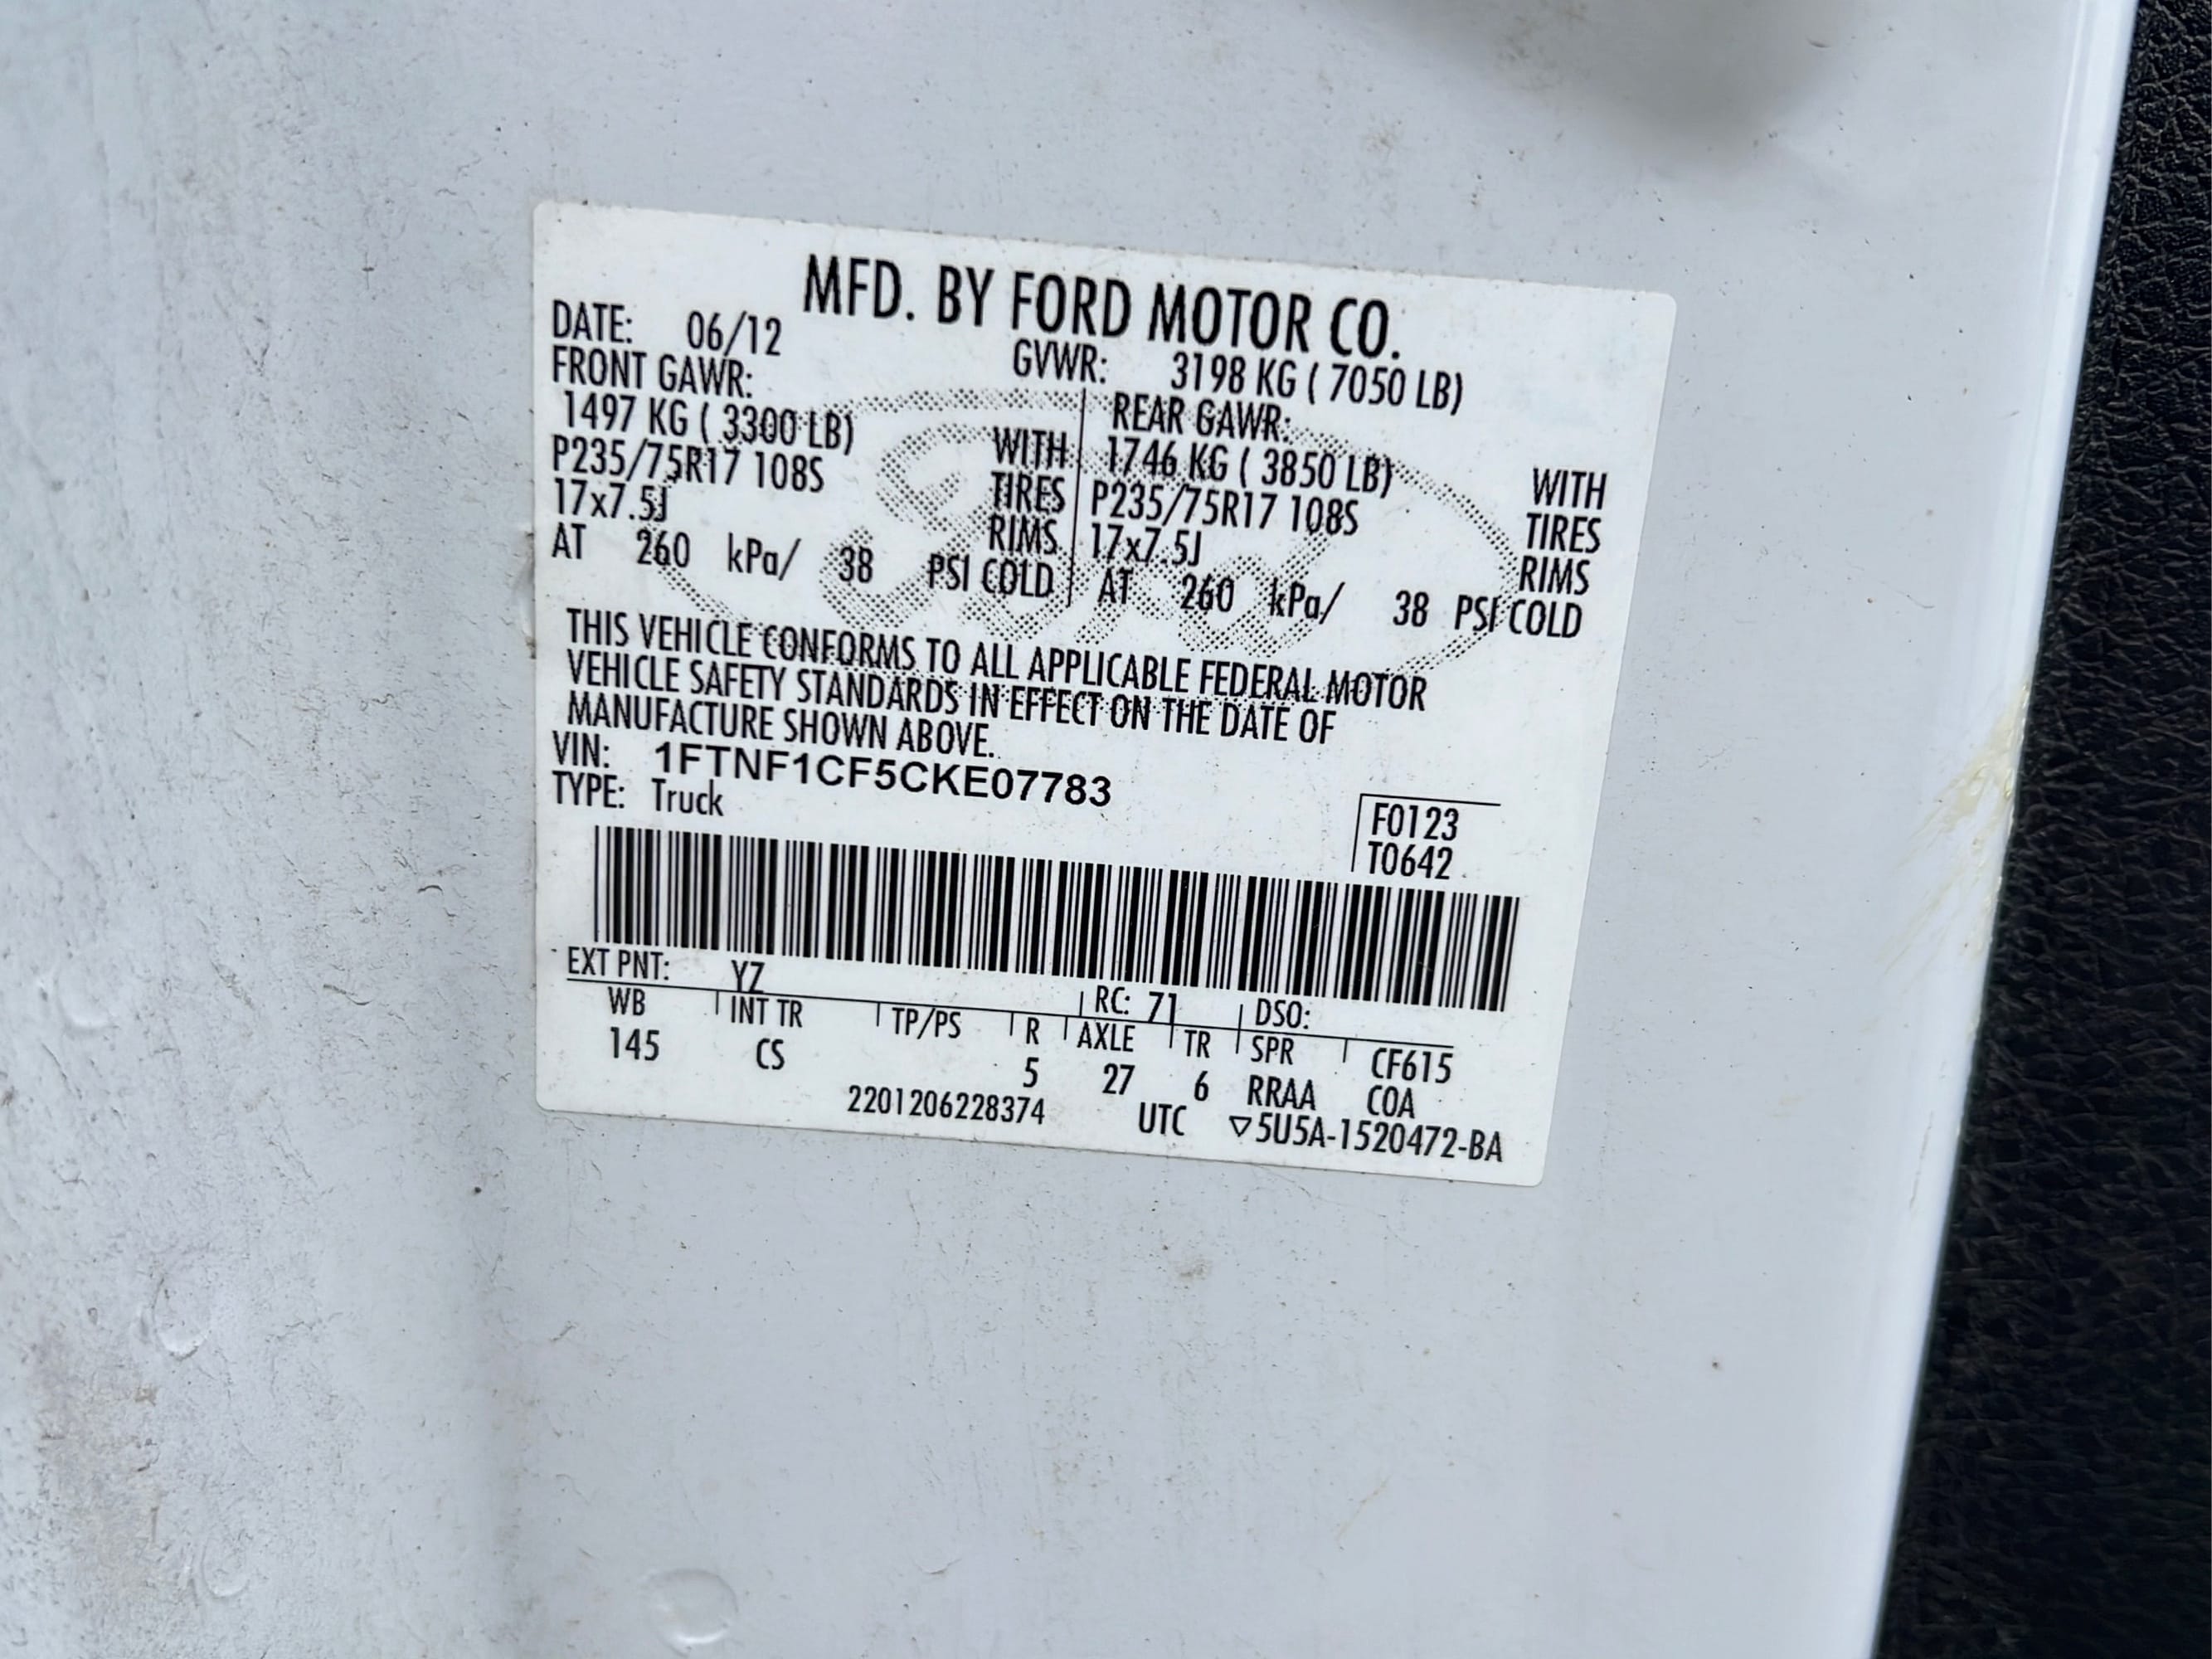 MFD. BY FORD MOTOR CO.
DATE: 06/12 GVWR: 3198 KG ( 7050 LB)
FRONT GAWR: REAR GAWR:
1497 KG ( 3300 LB) WITH 1746 KG ( 3850 LB) WITH
P235/75R17 108S TIRES P235/75R17 108S TIRES
17x7.5J RIMS 17x7.5J RIMS
AT 260 kPa/ 38 PSI COLD AT 260 kPa/ 38 PSI COLD
THIS VEHICLE CONFORMS TO ALL APPLICABLE FEDERAL MOTOR
VEHICLE SAFETY STANDARDS IN EFFECT ON THE DATE OF
MANUFACTURE SHOWN ABOVE.
VIN: 1FTNF1CF5CKE07783
TYPE: Truck
F0123
T0642
EXT PNT: YZ RC: 71 DSO:
WB INT TR TP/PS R AXLE TR SPR CF615
145 CS 5 27 6 RRAA COA
2201206228374 UTC ▽5U5A-1520472-BA